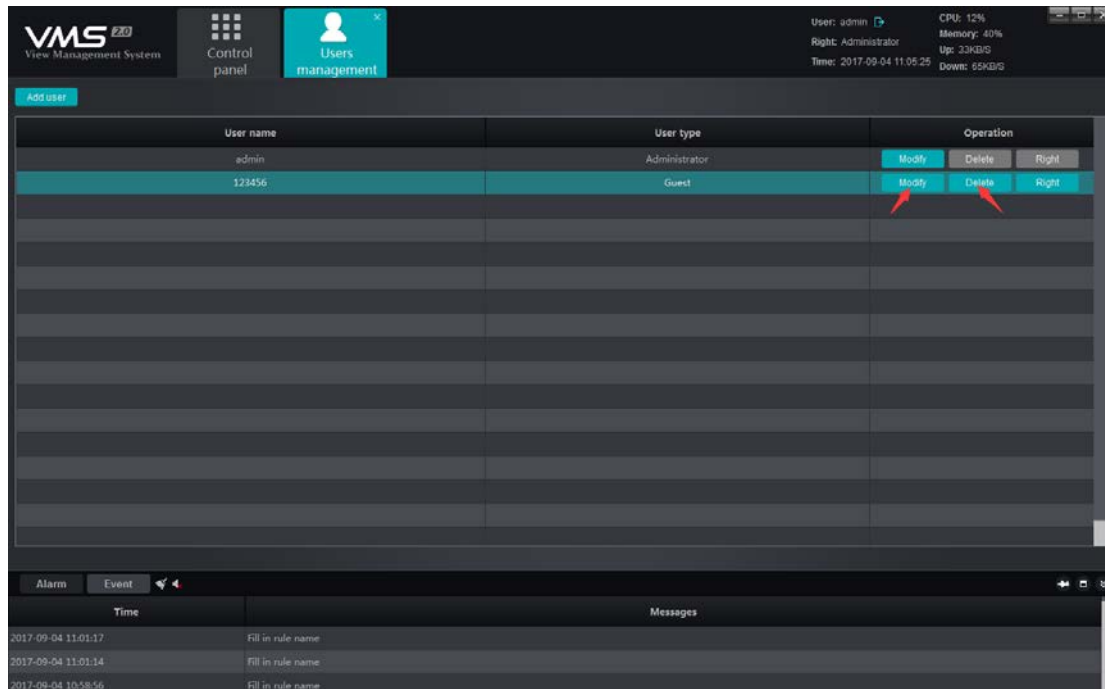 VMS 2.0
View Management System
Control
panel
Users
management
User: admin
Right: Administrator
Time: 2017-09-04 11:05:25
CPU: 12%
Memory: 40%
Up: 33KB/S
Down: 65KB/S
Add user
User name User type Operation
admin Administrator Modify Delete Right
123456 Guest Modify Delete Right
Alarm Event
Time Messages
2017-09-04 11:01:17 Fill in rule name
2017-09-04 11:01:14 Fill in rule name
2017-09-04 10:58:56 Fill in rule name